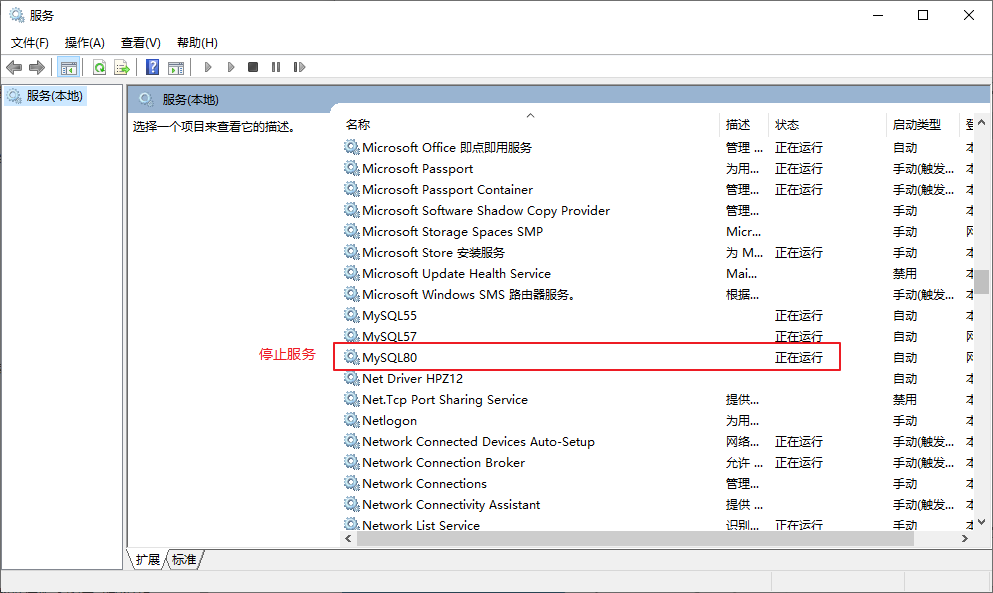 服务
文件(F) 操作(A) 查看(V) 帮助(H)
服务(本地)
服务(本地)
选择一个项目来查看它的描述。
名称 描述 状态 启动类型 登
Microsoft Office 即点即用服务 管理 ... 正在运行 自动 本
Microsoft Passport 为用... 正在运行 手动(触发... 本
Microsoft Passport Container 管理... 正在运行 手动(触发... 本
Microsoft Software Shadow Copy Provider 管理... 手动 本
Microsoft Storage Spaces SMP Micr... 手动 网
Microsoft Store 安装服务 为 M... 正在运行 手动 本
Microsoft Update Health Service Mai... 禁用 本
Microsoft Windows SMS 路由器服务。 根据... 手动(触发... 本
MySQL55 正在运行 自动 本
MySQL57 正在运行 自动 网
停止服务 MySQL80 正在运行 自动 网
Net Driver HPZ12 自动 本
Net.Tcp Port Sharing Service 提供... 禁用 本
Netlogon 为用... 手动 本
Network Connected Devices Auto-Setup 网络... 正在运行 手动(触发... 本
Network Connection Broker 允许 ... 正在运行 手动(触发... 本
Network Connections 管理... 手动 本
Network Connectivity Assistant 提供 ... 手动(触发... 本
Network List Service 识别... 正在运行 手动 本
扩展 标准